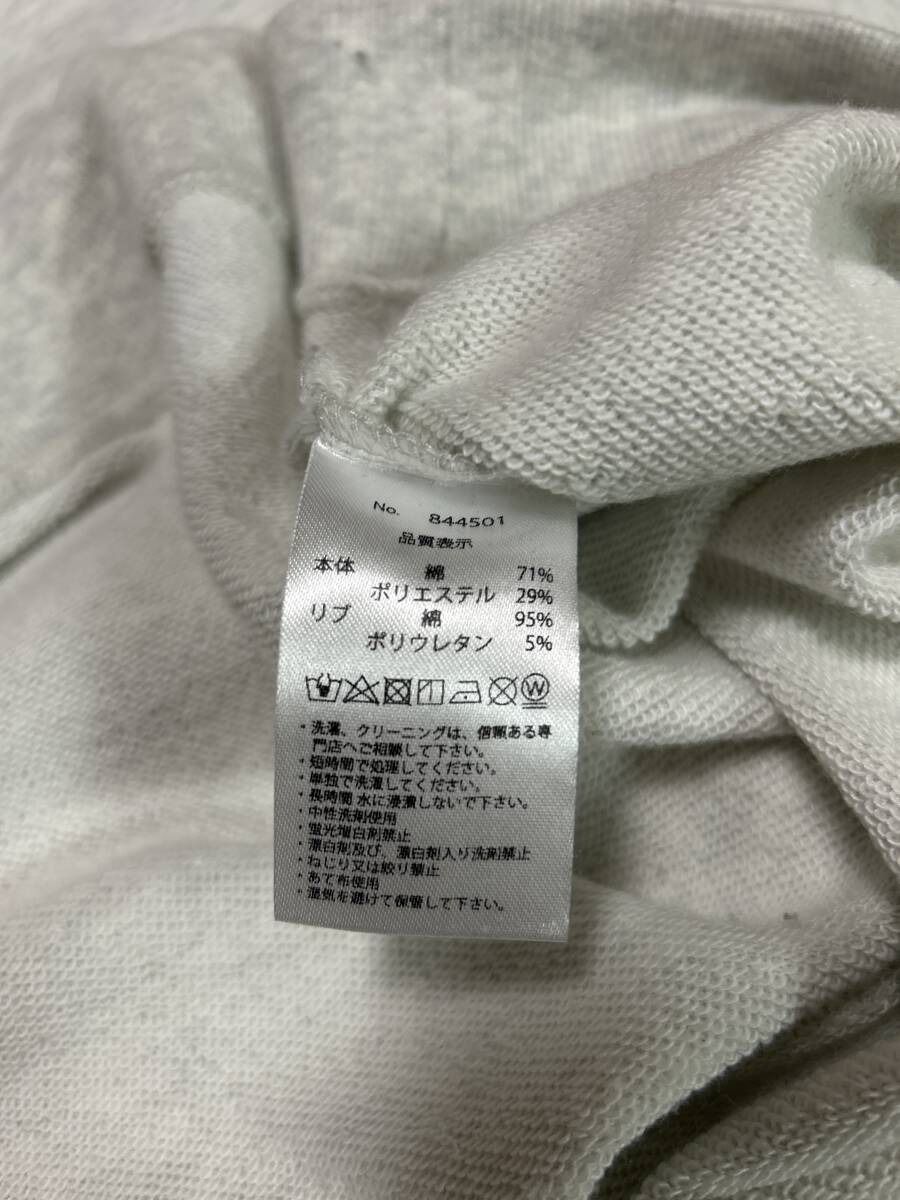 No. 844501
品質表示
本体 綿 71%
ポリエステル 29%
リブ 綿 95%
ポリウレタン 5%
W
・洗濯、クリーニングは、信頼ある専
門店へご相談して下さい。
・短時間で処理してください。
・単独で洗濯してください。
・長時間 水に浸漬しないで下さい。
・中性洗剤使用
・蛍光増白剤禁止
・漂白剤及び、漂白剤入り洗剤禁止
・ねじり又は絞り禁止
・あて布使用
・湿気を避けて保管して下さい。